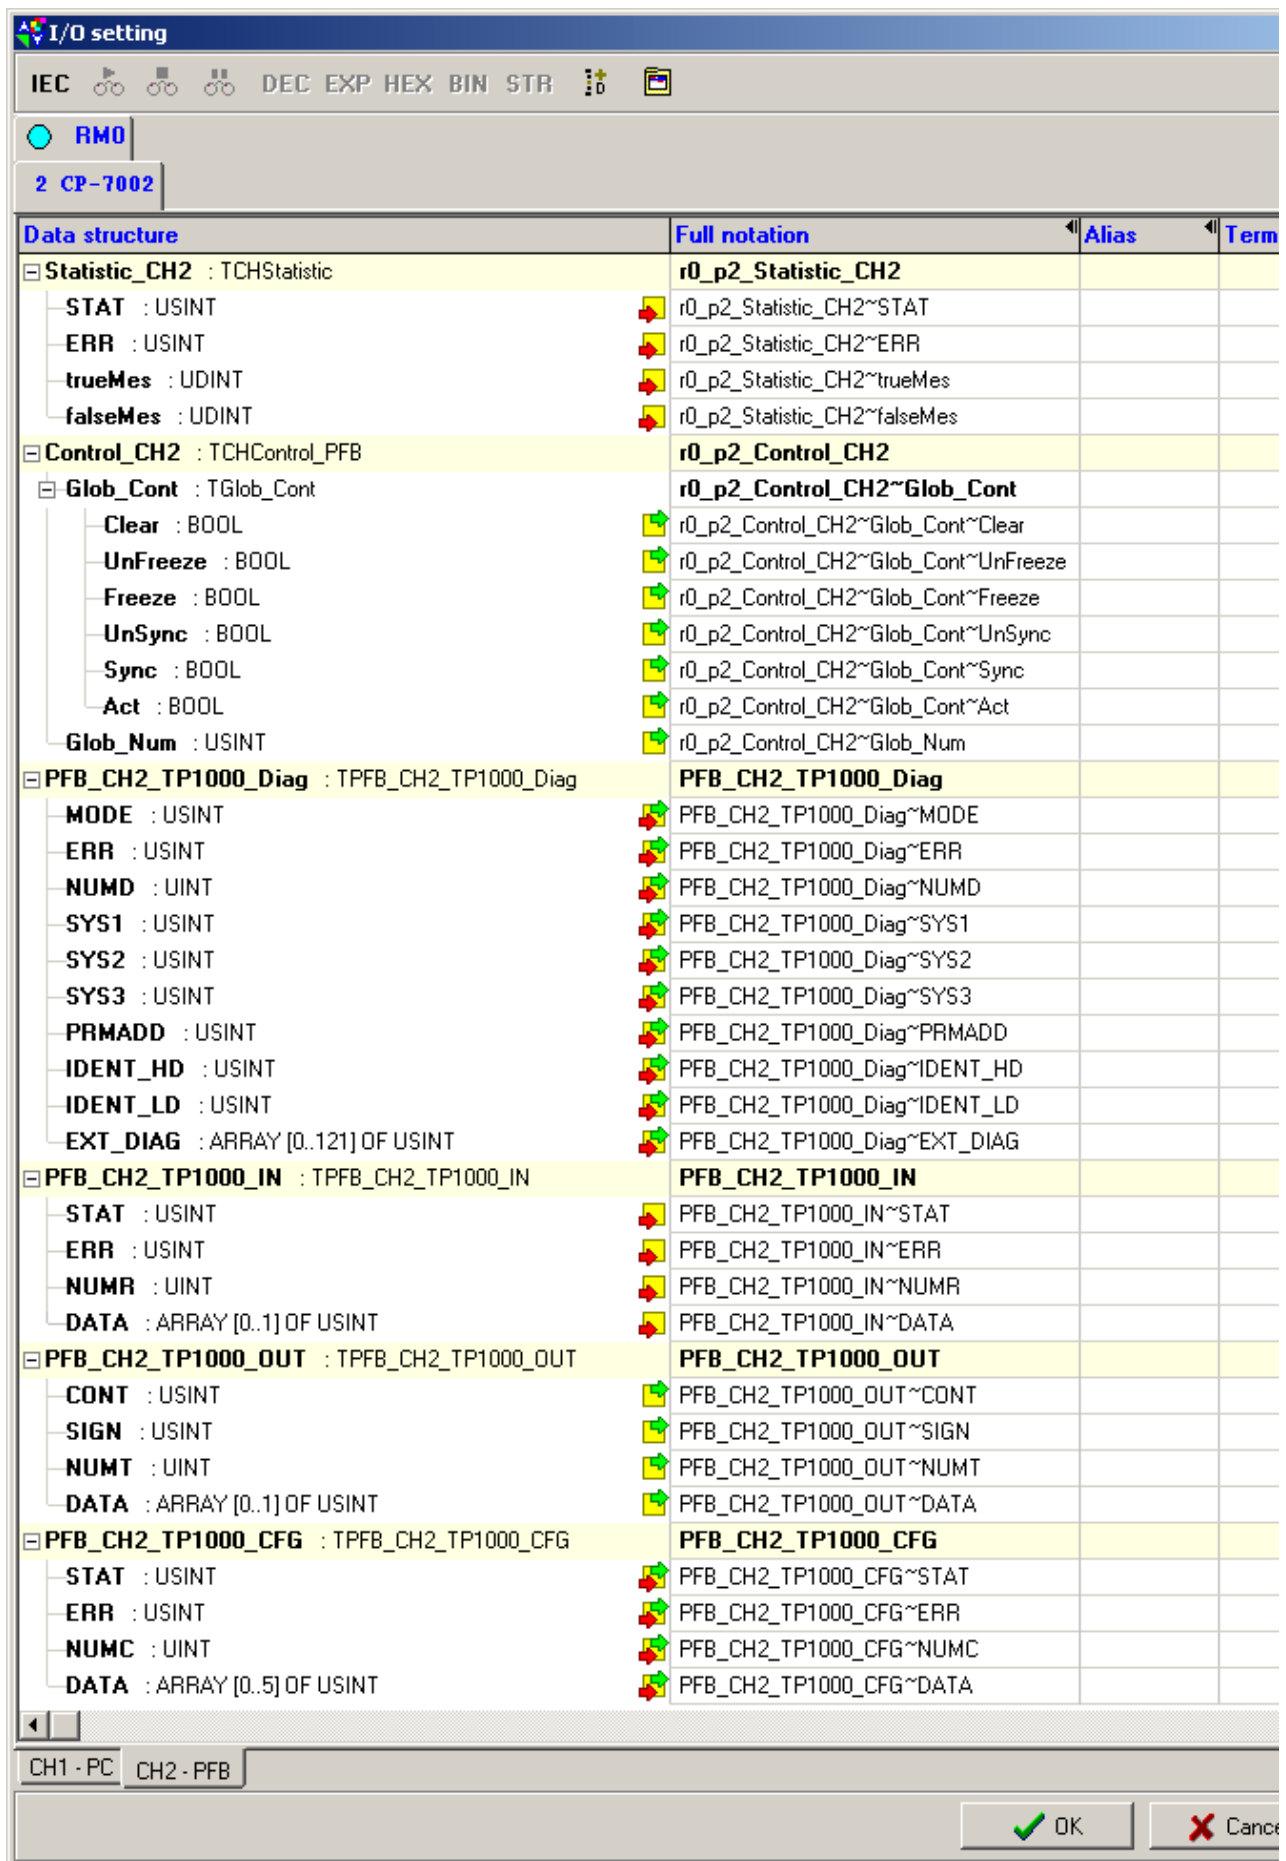 I/O setting
IEC DEC EXP HEX BIN STR
RM0
2 CP-7002
Data structure Full notation Alias Term
Statistic_CH2 : TCHStatistic r0_p2_Statistic_CH2
STAT : USINT r0_p2_Statistic_CH2~STAT
ERR : USINT r0_p2_Statistic_CH2~ERR
trueMes : UDINT r0_p2_Statistic_CH2~trueMes
falseMes : UDINT r0_p2_Statistic_CH2~falseMes
Control_CH2 : TCHControl_PFB r0_p2_Control_CH2
Glob_Cont : TGlob_Cont r0_p2_Control_CH2~Glob_Cont
Clear : BOOL r0_p2_Control_CH2~Glob_Cont~Clear
UnFreeze : BOOL r0_p2_Control_CH2~Glob_Cont~UnFreeze
Freeze : BOOL r0_p2_Control_CH2~Glob_Cont~Freeze
UnSync : BOOL r0_p2_Control_CH2~Glob_Cont~UnSync
Sync : BOOL r0_p2_Control_CH2~Glob_Cont~Sync
Act : BOOL r0_p2_Control_CH2~Glob_Cont~Act
Glob_Num : USINT r0_p2_Control_CH2~Glob_Num
PFB_CH2_TP1000_Diag : TPFB_CH2_TP1000_Diag PFB_CH2_TP1000_Diag
MODE : USINT PFB_CH2_TP1000_Diag~MODE
ERR : USINT PFB_CH2_TP1000_Diag~ERR
NUMD : UINT PFB_CH2_TP1000_Diag~NUMD
SYS1 : USINT PFB_CH2_TP1000_Diag~SYS1
SYS2 : USINT PFB_CH2_TP1000_Diag~SYS2
SYS3 : USINT PFB_CH2_TP1000_Diag~SYS3
PRMADD : USINT PFB_CH2_TP1000_Diag~PRMADD
IDENT_HD : USINT PFB_CH2_TP1000_Diag~IDENT_HD
IDENT_LD : USINT PFB_CH2_TP1000_Diag~IDENT_LD
EXT_DIAG : ARRAY [0..121] OF USINT PFB_CH2_TP1000_Diag~EXT_DIAG
PFB_CH2_TP1000_IN : TPFB_CH2_TP1000_IN PFB_CH2_TP1000_IN
STAT : USINT PFB_CH2_TP1000_IN~STAT
ERR : USINT PFB_CH2_TP1000_IN~ERR
NUMR : UINT PFB_CH2_TP1000_IN~NUMR
DATA : ARRAY [0..1] OF USINT PFB_CH2_TP1000_IN~DATA
PFB_CH2_TP1000_OUT : TPFB_CH2_TP1000_OUT PFB_CH2_TP1000_OUT
CONT : USINT PFB_CH2_TP1000_OUT~CONT
SIGN : USINT PFB_CH2_TP1000_OUT~SIGN
NUMT : UINT PFB_CH2_TP1000_OUT~NUMT
DATA : ARRAY [0..1] OF USINT PFB_CH2_TP1000_OUT~DATA
PFB_CH2_TP1000_CFG : TPFB_CH2_TP1000_CFG PFB_CH2_TP1000_CFG
STAT : USINT PFB_CH2_TP1000_CFG~STAT
ERR : USINT PFB_CH2_TP1000_CFG~ERR
NUMC : UINT PFB_CH2_TP1000_CFG~NUMC
DATA : ARRAY [0..5] OF USINT PFB_CH2_TP1000_CFG~DATA
CH1 - PC CH2 - PFB
OK Cance